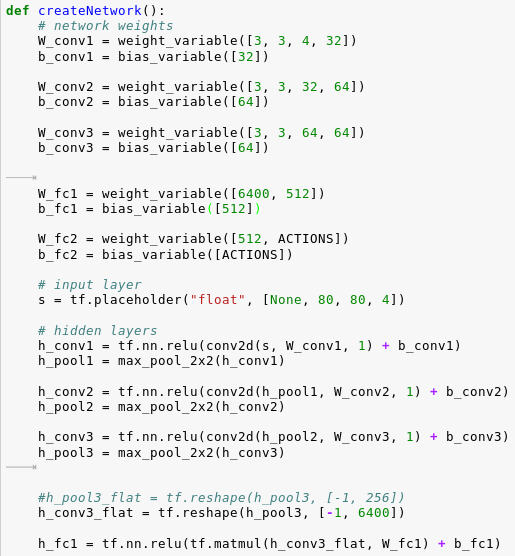 def createNetwork():
    # network weights
    W_conv1 = weight_variable([3, 3, 4, 32])
    b_conv1 = bias_variable([32])

    W_conv2 = weight_variable([3, 3, 32, 64])
    b_conv2 = bias_variable([64])

    W_conv3 = weight_variable([3, 3, 64, 64])
    b_conv3 = bias_variable([64])

    W_fc1 = weight_variable([6400, 512])
    b_fc1 = bias_variable([512])

    W_fc2 = weight_variable([512, ACTIONS])
    b_fc2 = bias_variable([ACTIONS])

    # input layer
    s = tf.placeholder("float", [None, 80, 80, 4])

    # hidden layers
    h_conv1 = tf.nn.relu(conv2d(s, W_conv1, 1) + b_conv1)
    h_pool1 = max_pool_2x2(h_conv1)

    h_conv2 = tf.nn.relu(conv2d(h_pool1, W_conv2, 1) + b_conv2)
    h_pool2 = max_pool_2x2(h_conv2)

    h_conv3 = tf.nn.relu(conv2d(h_pool2, W_conv3, 1) + b_conv3)
    h_pool3 = max_pool_2x2(h_conv3)

    #h_pool3_flat = tf.reshape(h_pool3, [-1, 256])
    h_conv3_flat = tf.reshape(h_pool3, [-1, 6400])

    h_fc1 = tf.nn.relu(tf.matmul(h_conv3_flat, W_fc1) + b_fc1)